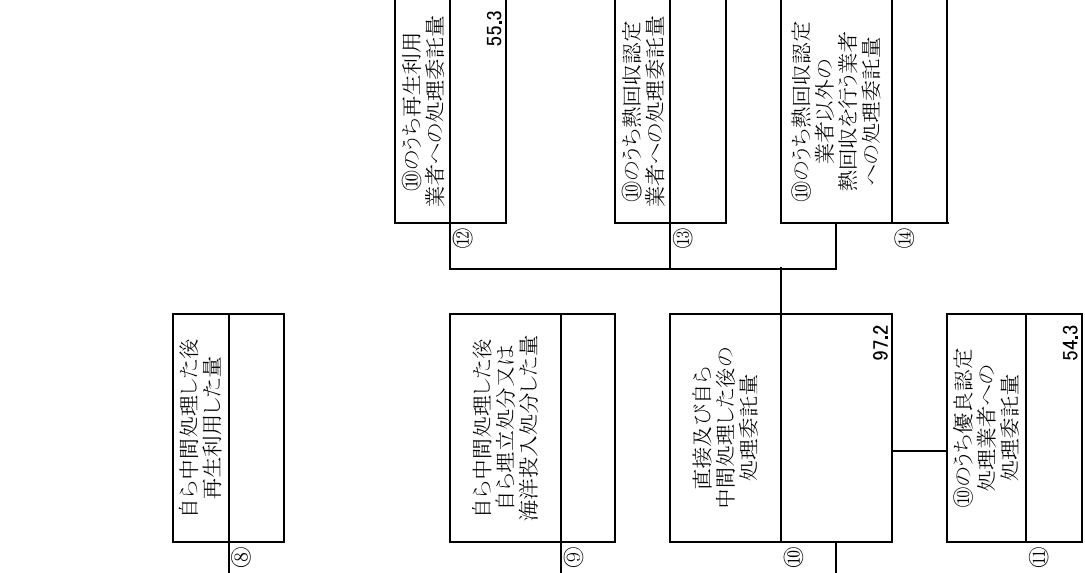 ⑧
自ら中間処理した後
再生利用した量
⑨
自ら中間処理した後
自ら埋立処分又は
海洋投入処分した量
⑩
直接及び自ら
中間処理した後の
処理委託量
97.2
⑪
⑩のうち優良認定
処理業者への
処理委託量
54.3
⑫
⑩のうち再生利用
業者への処理委託量
55.3
⑬
⑩のうち熱回収認定
業者への処理委託量
⑭
⑩のうち熱回収認定
業者以外の
熱回収を行う業者
への処理委託量